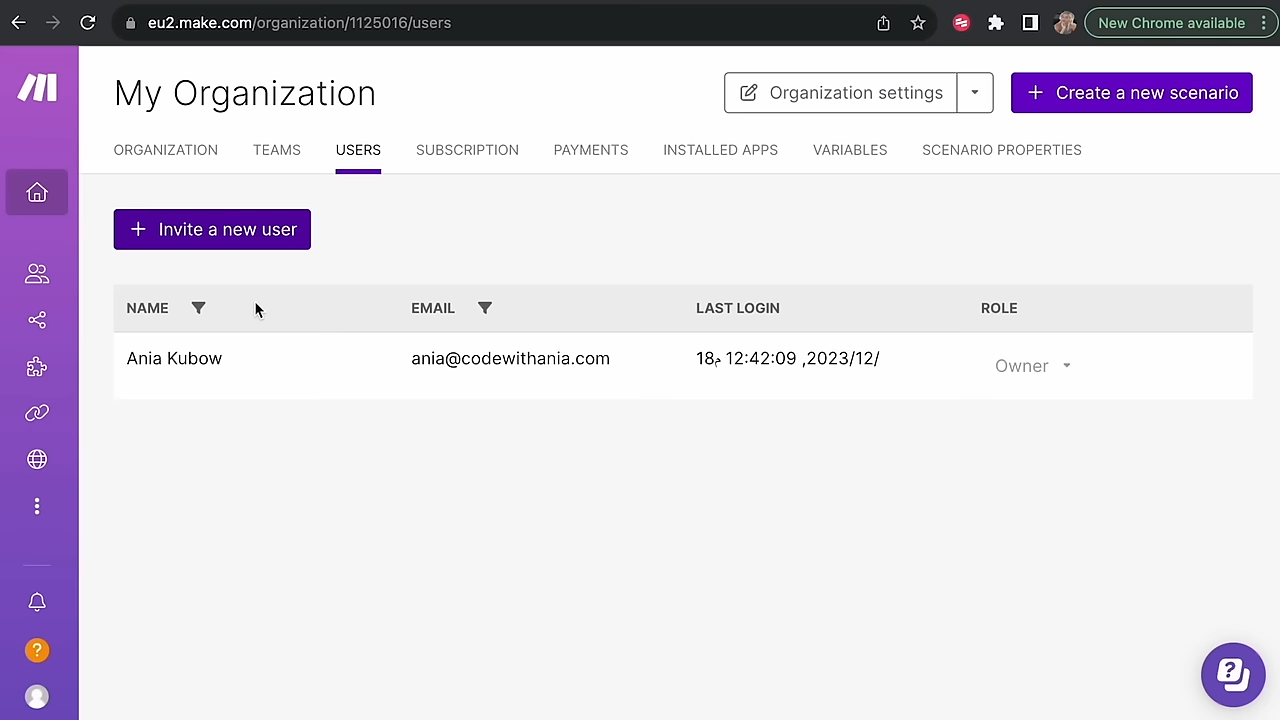 eu2.make.com/organization/1125016/users
New Chrome available
My Organization
Organization settings
Create a new scenario
ORGANIZATION TEAMS USERS SUBSCRIPTION PAYMENTS INSTALLED APPS VARIABLES SCENARIO PROPERTIES
Invite a new user
NAME EMAIL LAST LOGIN ROLE
Ania Kubow ania@codewithania.com 18م 12:42:09 ,2023/12/ Owner